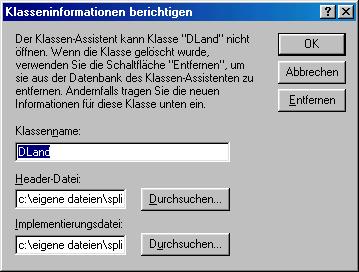 Klasseninformationen berichtigen
Der Klassen-Assistent kann Klasse "DLand" nicht
öffnen. Wenn die Klasse gelöscht wurde,
verwenden Sie die Schaltfläche "Entfernen", um
sie aus der Datenbank des Klassen-Assistenten zu
entfernen. Andernfalls tragen Sie die neuen
Informationen für diese Klasse unten ein.
OK
Abbrechen
Entfernen
Klassenname:
DLand
Header-Datei:
c:\eigene dateien\spli
Durchsuchen...
Implementierungsdatei:
c:\eigene dateien\spli
Durchsuchen...